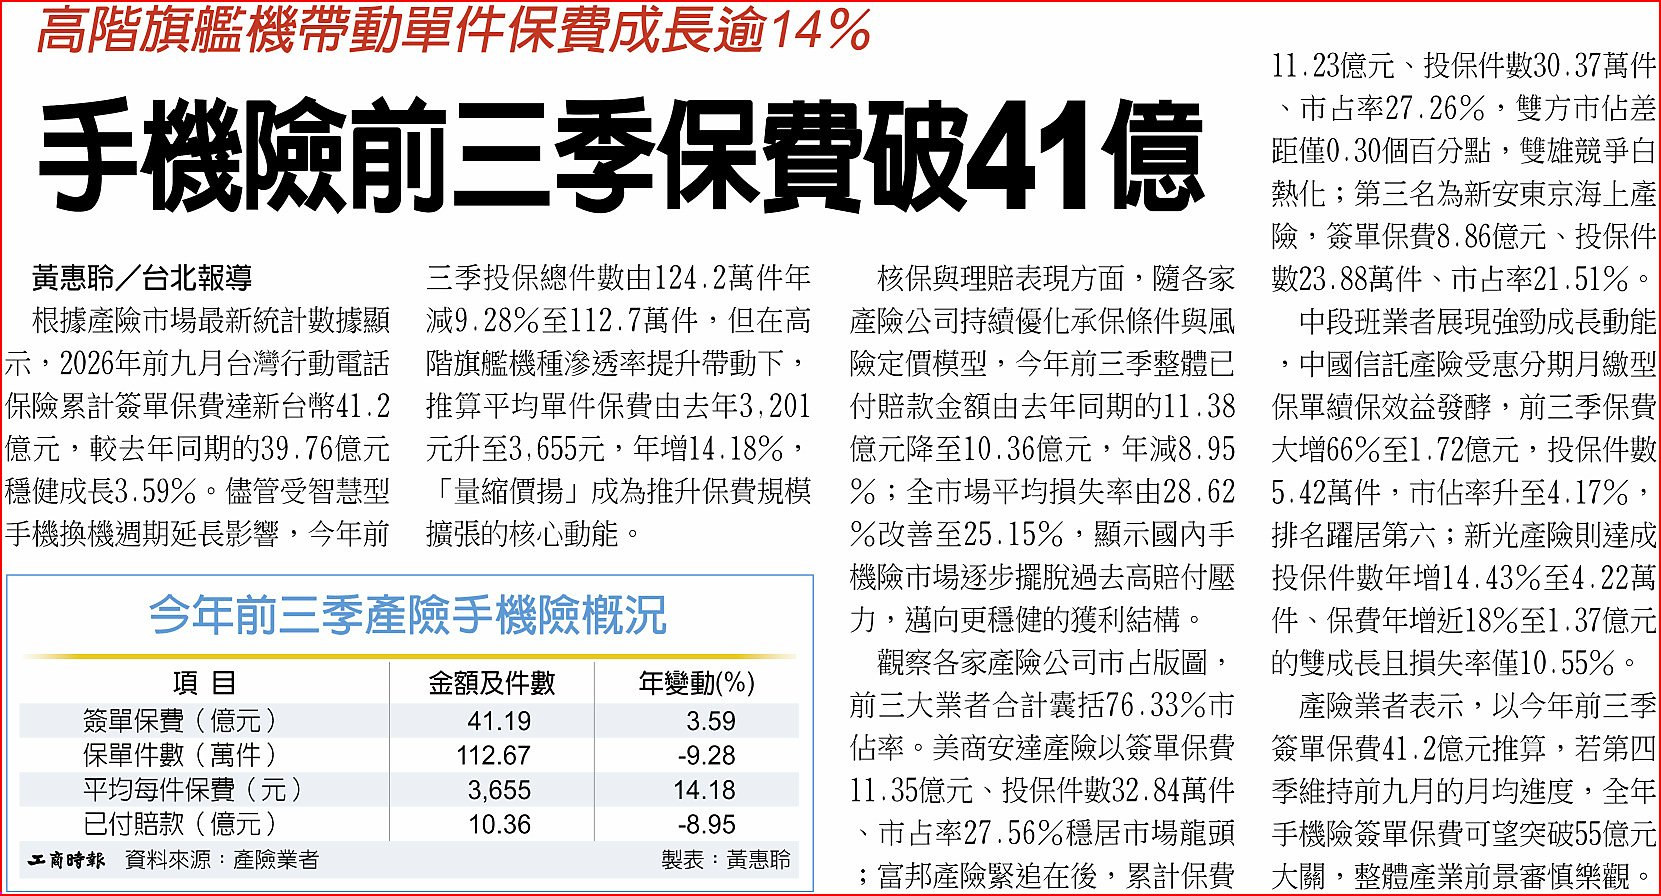 高階旗艦機帶動單件保費成長逾14％
手機險前三季保費破41億
黃惠聆／台北報導
根據產險市場最新統計數據顯
示，2026年前九月台灣行動電話
保險累計簽單保費達新台幣41.2
億元，較去年同期的39.76億元
穩健成長3.59％。儘管受智慧型
手機換機週期延長影響，今年前
三季投保總件數由124.2萬件年
減9.28％至112.7萬件，但在高
階旗艦機種滲透率提升帶動下，
推算平均單件保費由去年3,201
元升至3,655元，年增14.18％，
「量縮價揚」成為推升保費規模
擴張的核心動能。
核保與理賠表現方面，隨各家
產險公司持續優化承保條件與風
險定價模型，今年前三季整體已
付賠款金額由去年同期的11.38
億元降至10.36億元，年減8.95
％；全市場平均損失率由28.62
％改善至25.15％，顯示國內手
機險市場逐步擺脫過去高賠付壓
力，邁向更穩健的獲利結構。
觀察各家產險公司市占版圖，
前三大業者合計囊括76.33％市
佔率。美商安達產險以簽單保費
11.35億元、投保件數32.84萬件
、市占率27.56％穩居市場龍頭
；富邦產險緊追在後，累計保費
11.23億元、投保件數30.37萬件
、市占率27.26％，雙方市佔差
距僅0.30個百分點，雙雄競爭白
熱化；第三名為新安東京海上產
險，簽單保費8.86億元、投保件
數23.88萬件、市占率21.51％。
中段班業者展現強勁成長動能
，中國信託產險受惠分期月繳型
保單續保效益發酵，前三季保費
大增66％至1.72億元，投保件數
5.42萬件，市佔率升至4.17％，
排名躍居第六；新光產險則達成
投保件數年增14.43％至4.22萬
件、保費年增近18％至1.37億元
的雙成長且損失率僅10.55％。
產險業者表示，以今年前三季
簽單保費41.2億元推算，若第四
季維持前九月的月均進度，全年
手機險簽單保費可望突破55億元
大關，整體產業前景審慎樂觀。
今年前三季產險手機險概況
項目 金額及件數 年變動(%)
簽單保費（億元） 41.19 3.59
保單件數（萬件） 112.67 -9.28
平均每件保費（元） 3,655 14.18
已付賠款（億元） 10.36 -8.95
工商時報 資料來源：產險業者 製表：黃惠聆